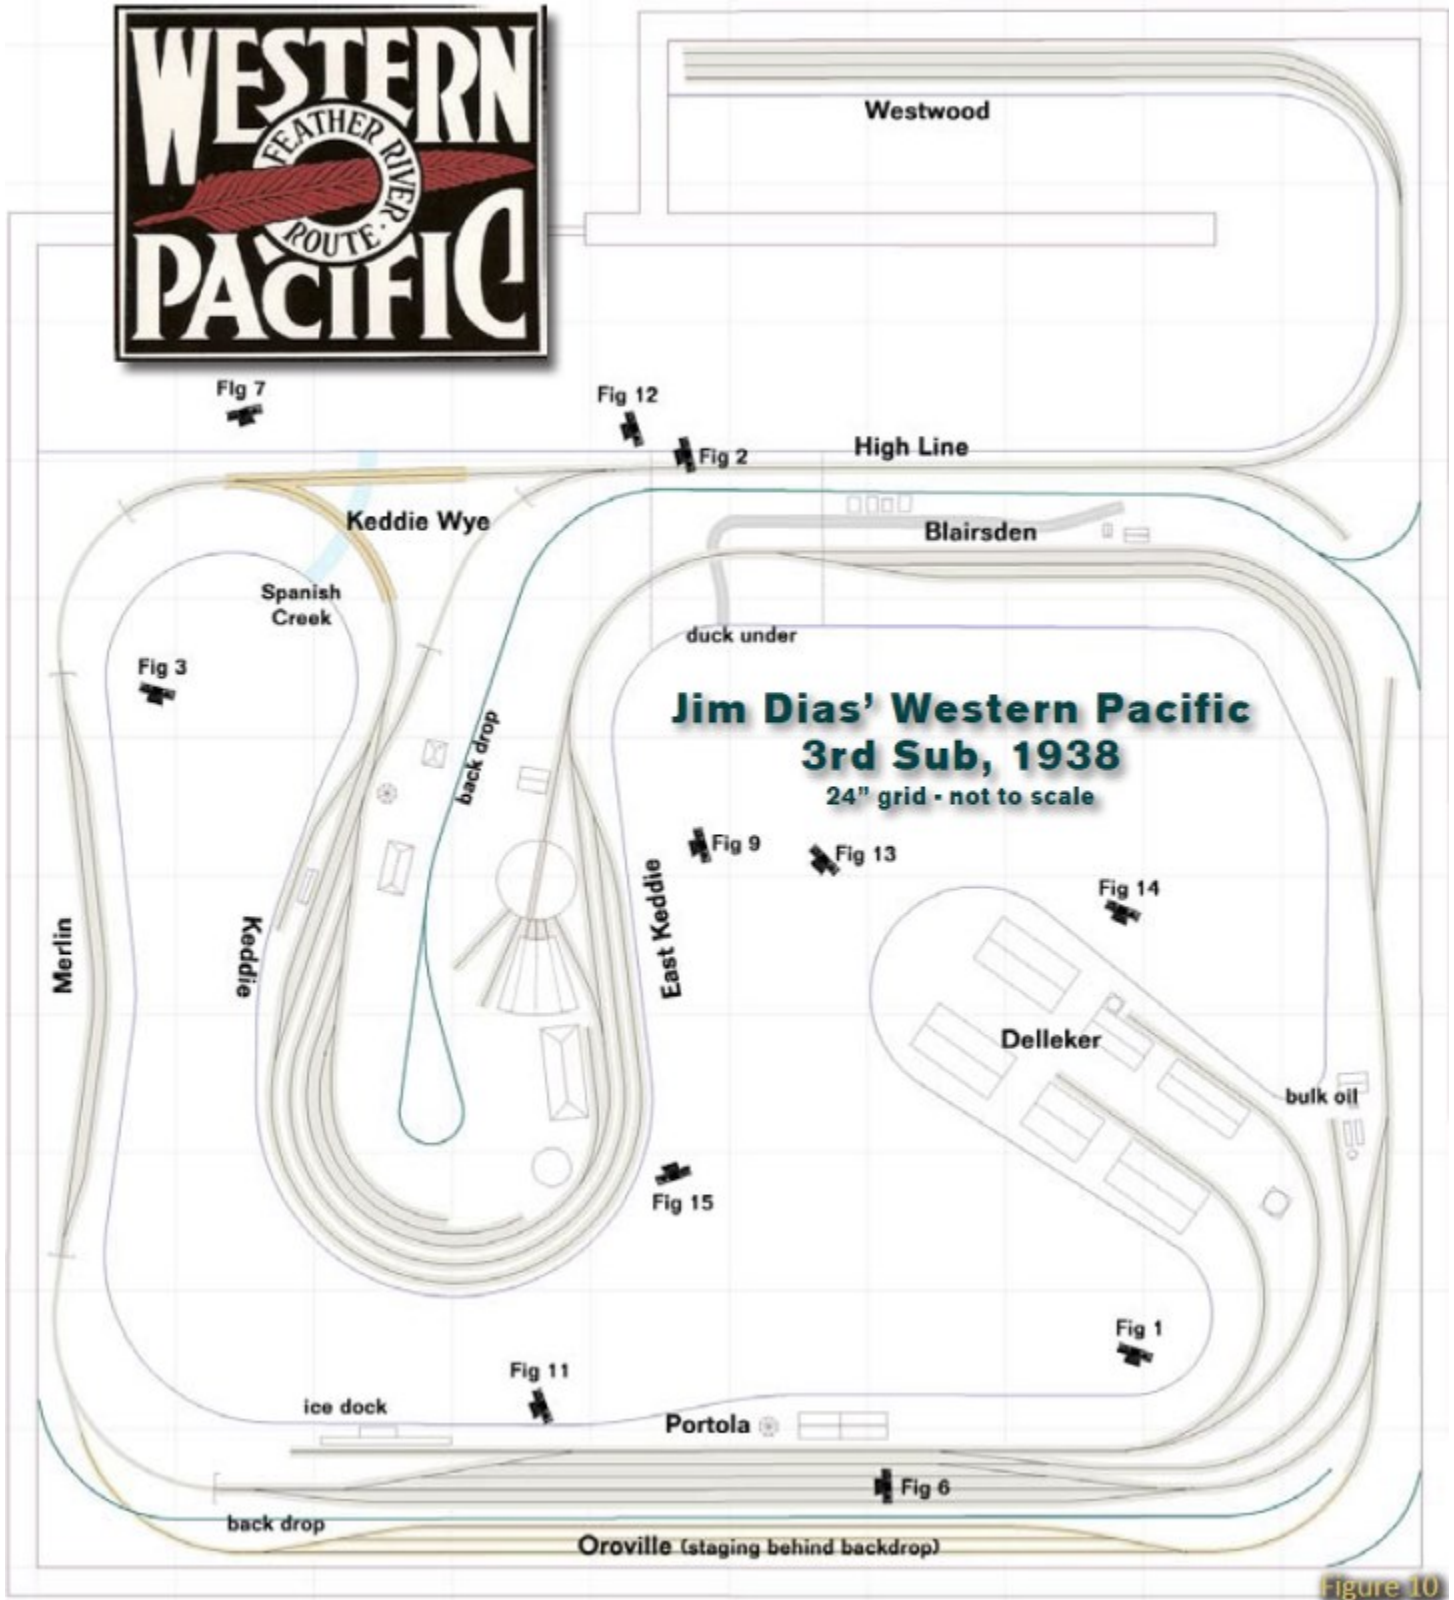 WESTERN
FEATHER RIVER
ROUTE
PACIFIC
Westwood
FIg 7
Fig 12
Fig 2
High Line
Keddie Wye
Blairsden
Spanish
Creek
duck under
Fig 3
Jim Dias' Western Pacific
3rd Sub, 1938
24" grid - not to scale
back drop
Fig 9
Fig 13
Fig 14
Merlin
Keddie
East Keddie
Delleker
bulk oil
Fig 15
Fig 1
Fig 11
ice dock
Portola
Fig 6
back drop
Oroville (staging behind backdrop)
Figure 10